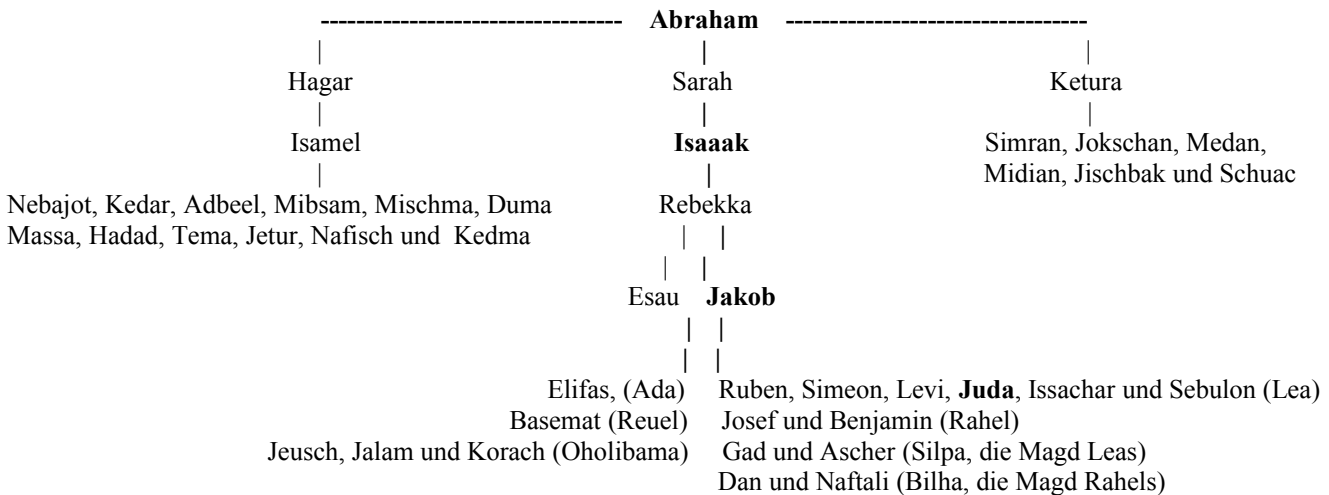 Abraham
Hagar Sarah Ketura
Isamel Isaaak Simran, Jokschan, Medan,
Midian, Jischbak und Schuac
Nebajot, Kedar, Adbeel, Mibsam, Mischma, Duma Rebekka
Massa, Hadad, Tema, Jetur, Nafisch und Kedma
Esau Jakob
Elifas, (Ada) Ruben, Simeon, Levi, Juda, Issachar und Sebulon (Lea)
Basemat (Reuel) Josef und Benjamin (Rahel)
Jeusch, Jalam und Korach (Oholibama) Gad und Ascher (Silpa, die Magd Leas)
Dan und Naftali (Bilha, die Magd Rahels)